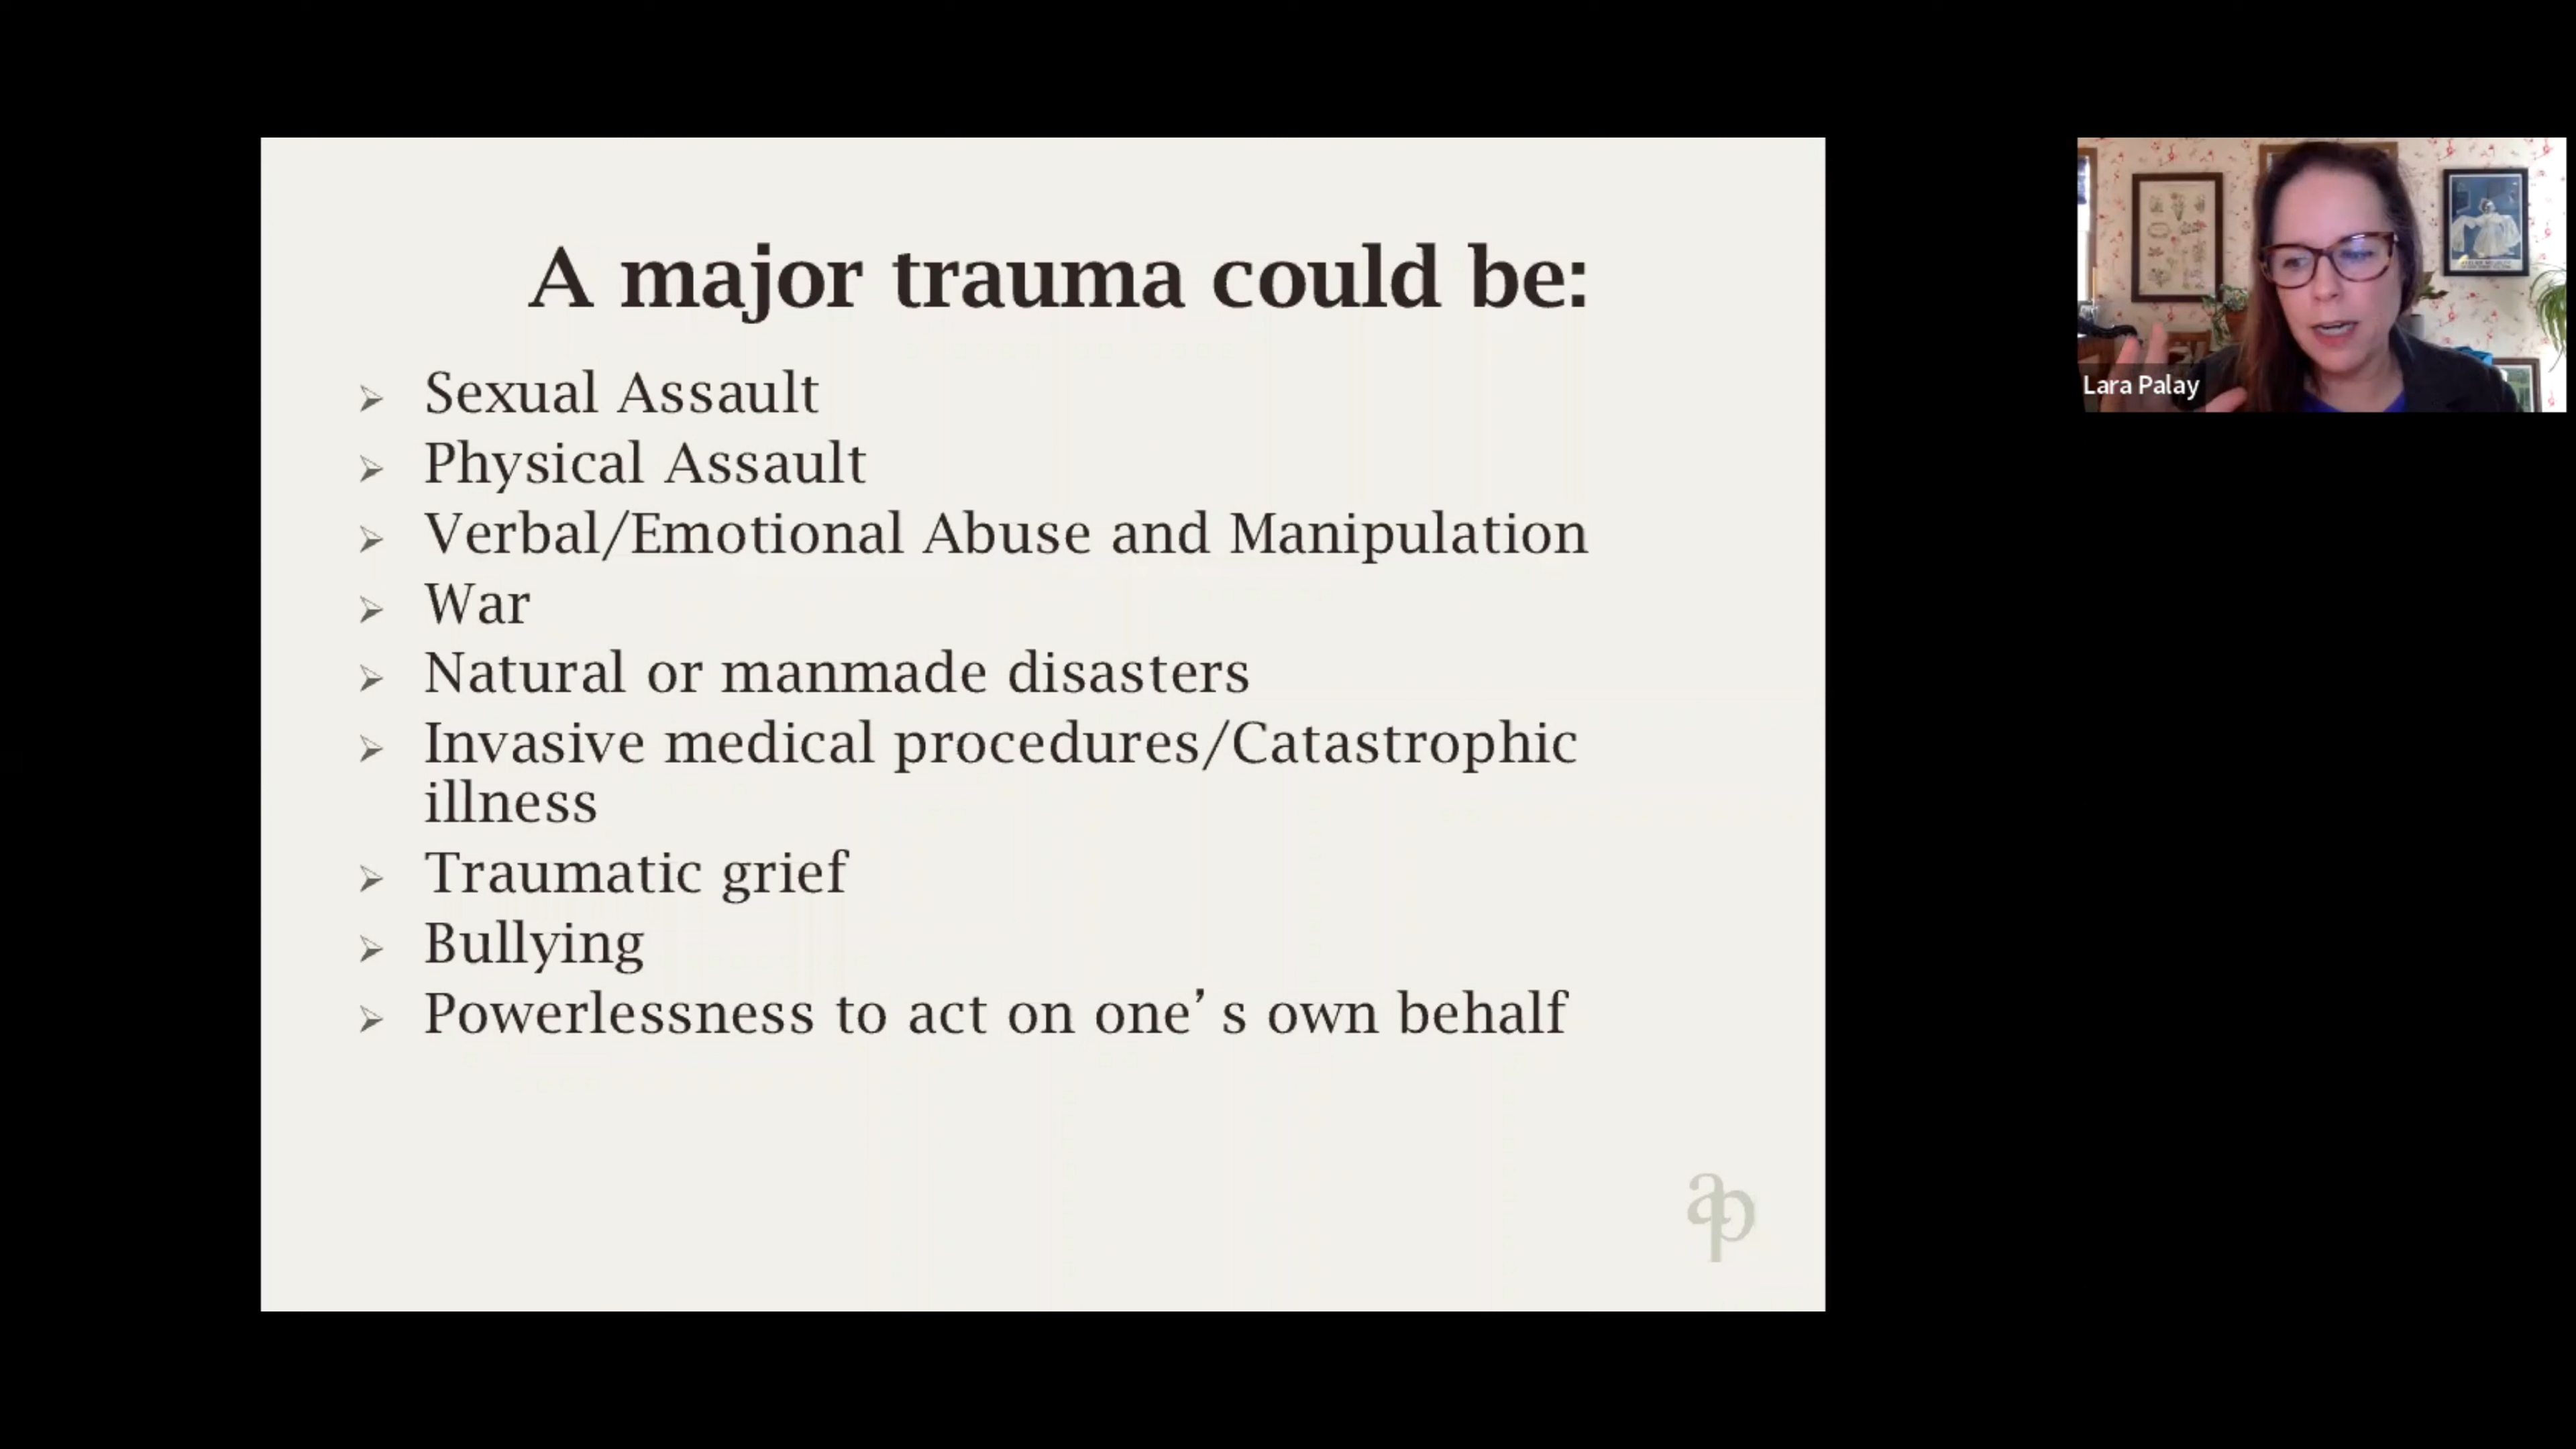 A major trauma could be:
Sexual Assault
Physical Assault
Verbal/Emotional Abuse and Manipulation
War
Natural or manmade disasters
Invasive medical procedures/Catastrophic
illness
Traumatic grief
Bullying
Powerlessness to act on one’s own behalf
ap
Lara Palay